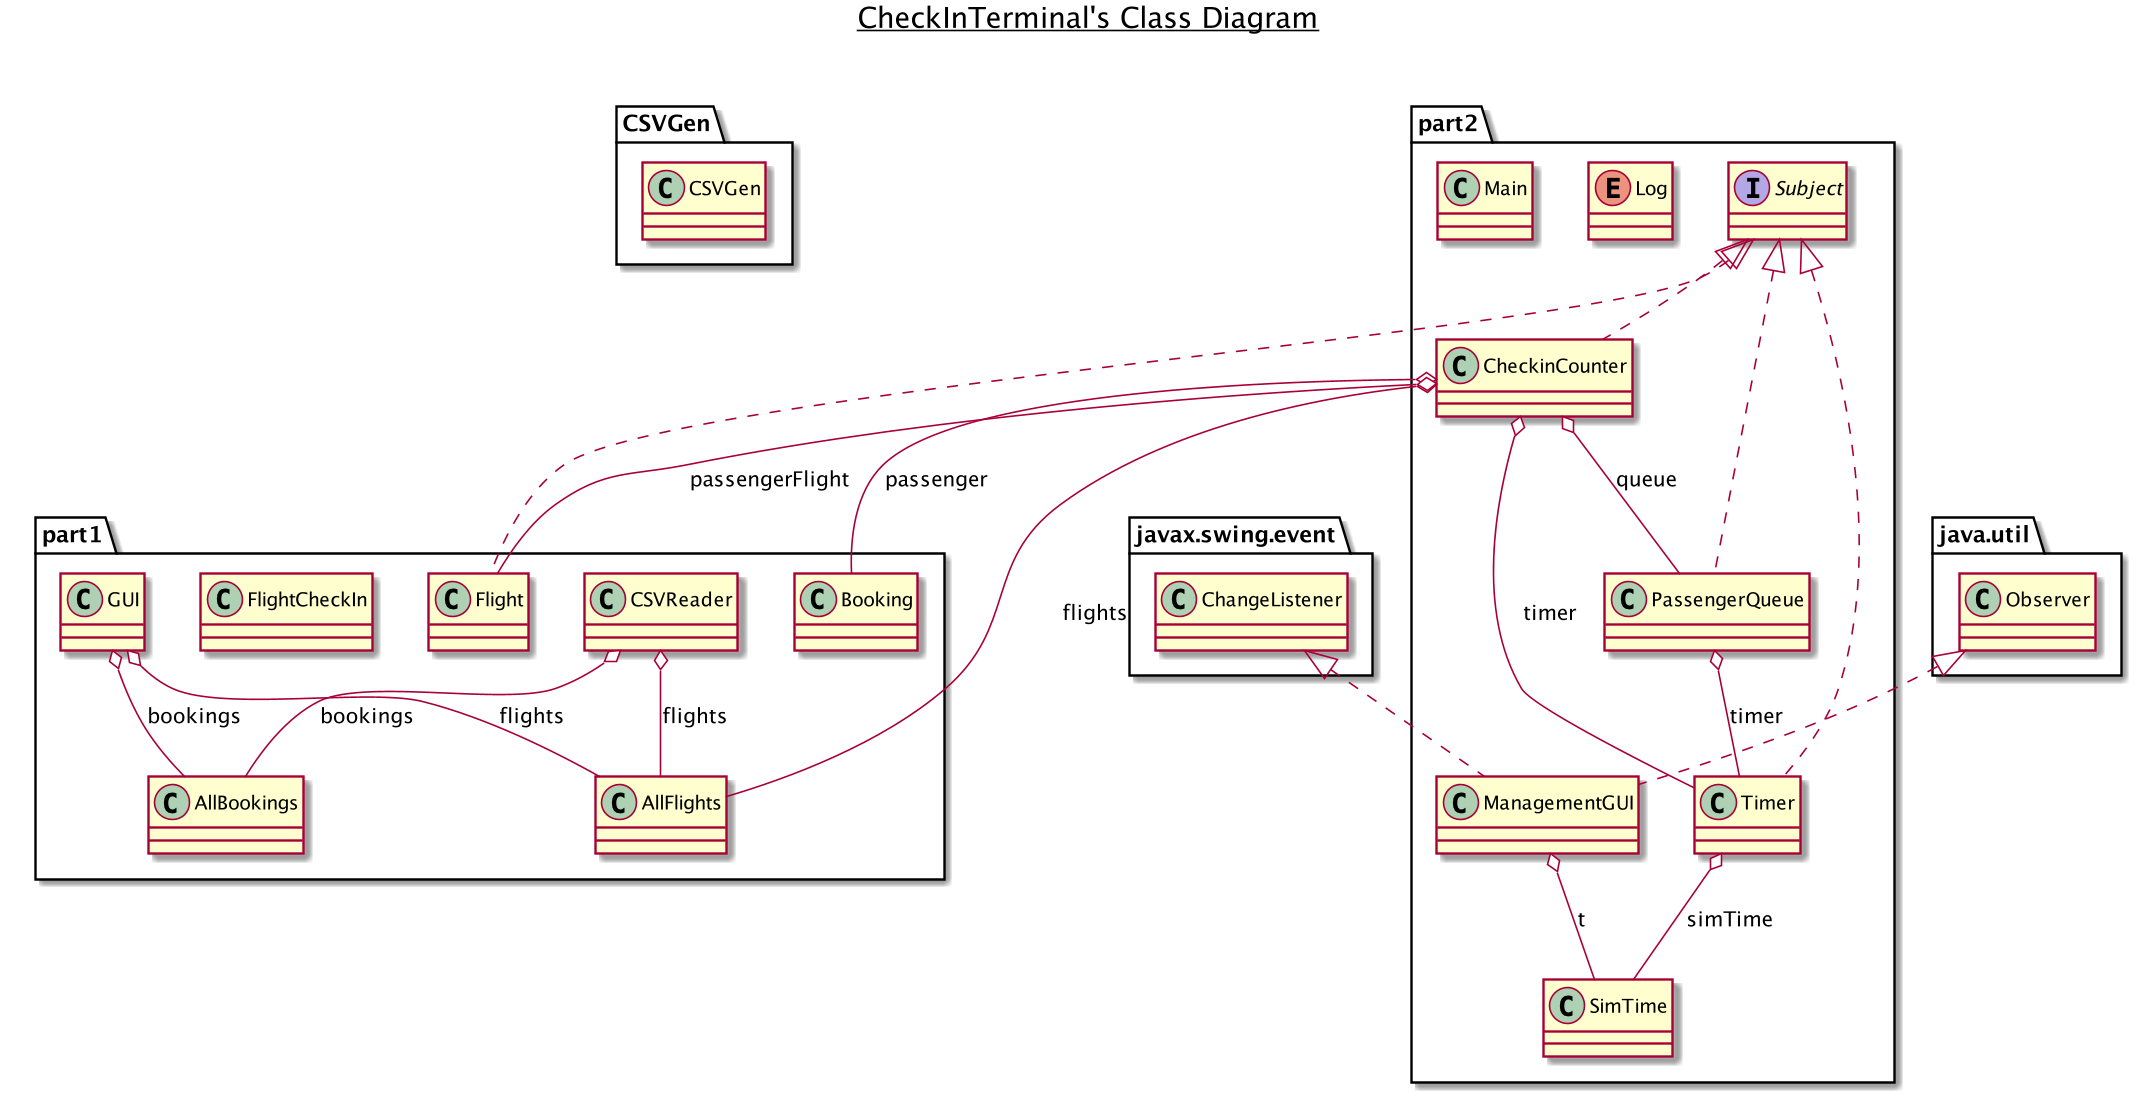 CheckInTerminal's Class Diagram
CSVGen
C CSVGen
part2
C Main
E Log
I Subject
C CheckinCounter
passengerFlight
passenger
queue
part1
javax.swing.event
java.util
C GUI
C FlightCheckIn
C Flight
C CSVReader
C Booking
flights
C ChangeListener
timer
C PassengerQueue
C Observer
bookings
bookings
flights
flights
timer
C AllBookings
C AllFlights
C ManagementGUI
C Timer
t
simTime
C SimTime